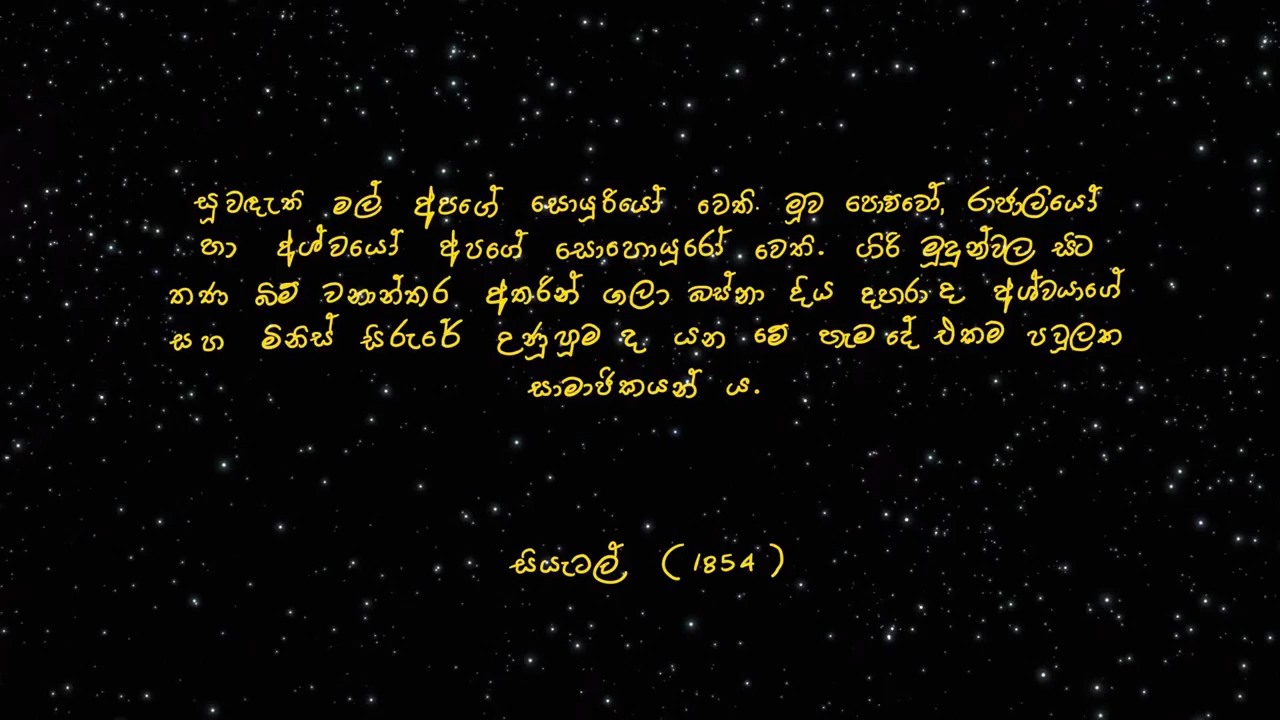 සුවඳැති මල් අපගේ සොයුරියෝ වෙති. මුව පොව්වෝ, රාජාලියෝ
හා අශ්වයෝ අපගේ සොහොයුරෝ වෙති. ගිරි මුදුන්වල සිට
තණ බිම් වනාන්තර අතරින් ගලා බස්නා දිය දහරා ද අශ්වයාගේ
සහ මිනිස් සිරුරේ උණුසුම ද යන මේ හැම දේ එකම පවුලක
සාමාජිකයන් ය.
සියැටල් (1854)